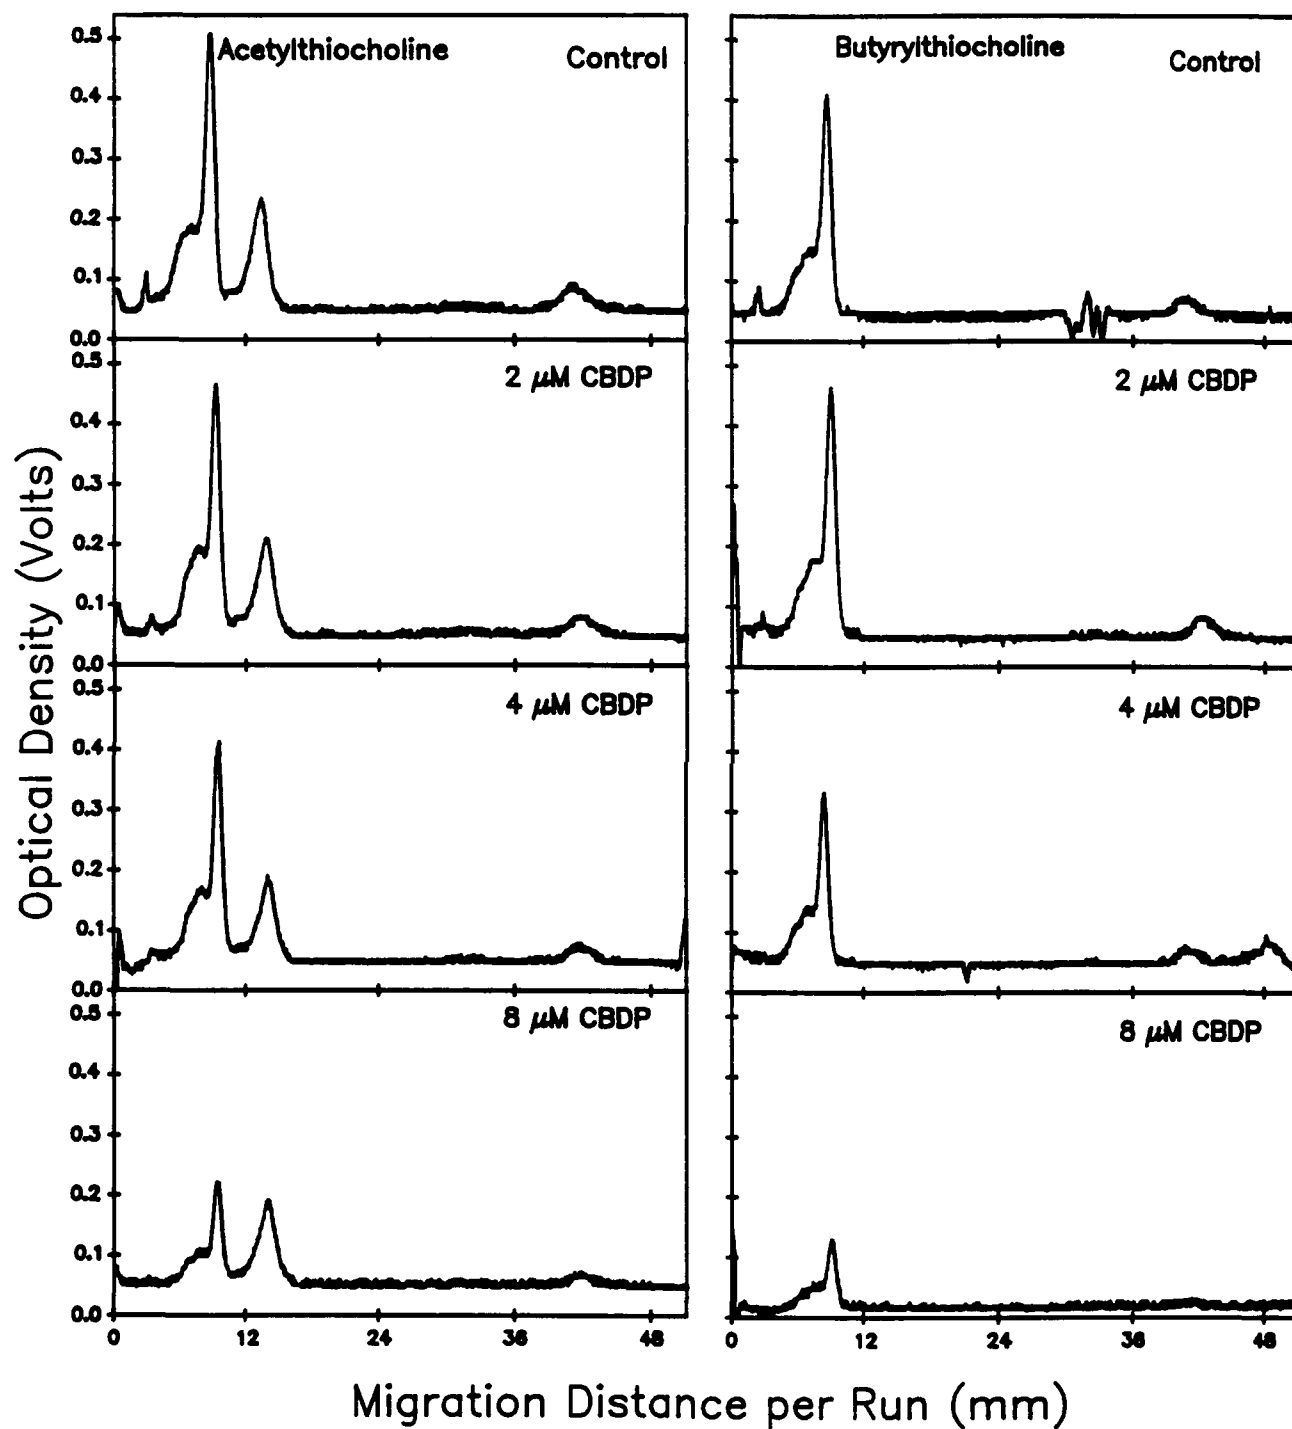 Acetylthiocholine Control
0.5
0.4
0.3
0.2
0.1
0.0
Butyrylthiocholine Control
2 μM CBDP
0.5
0.4
0.3
0.2
0.1
0.0
2 μM CBDP
4 μM CBDP
0.5
0.4
0.3
0.2
0.1
0.0
4 μM CBDP
8 μM CBDP
0.5
0.4
0.3
0.2
0.1
0.0
8 μM CBDP
0 12 24 36 48
0 12 24 36 48
Optical Density (Volts)
Migration Distance per Run (mm)